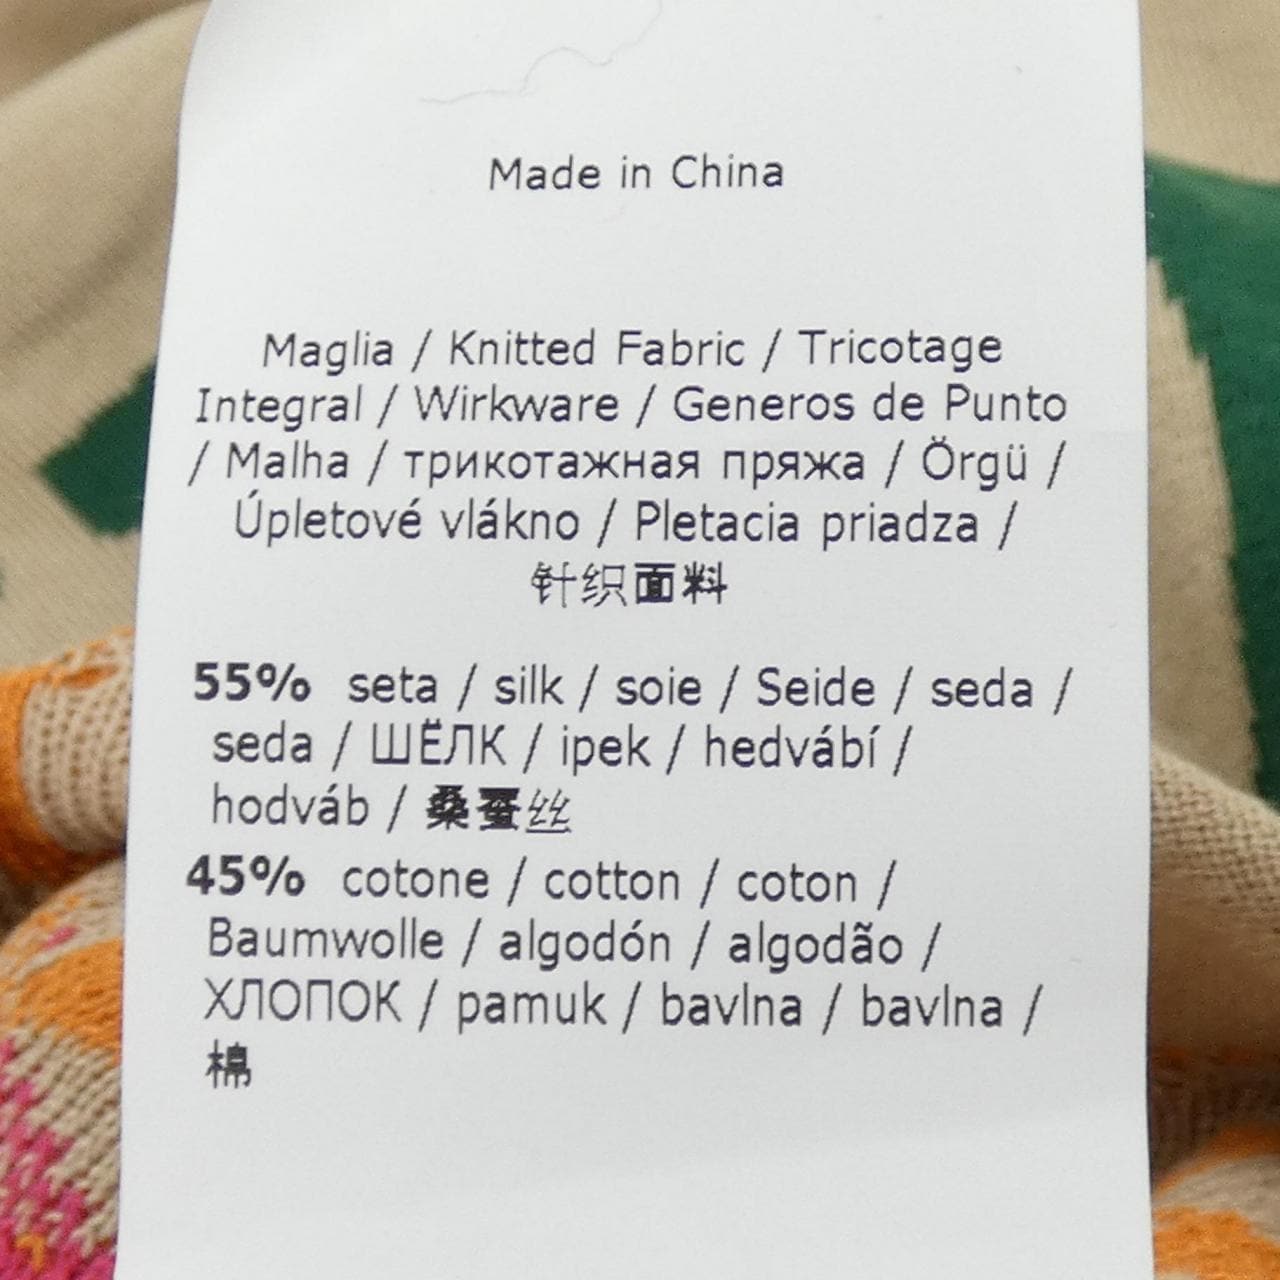 Made in China
Maglia / Knitted Fabric / Tricotage
Integral / Wirkware / Generos de Punto
/ Malha / трикотажная пряжа / Örgü /
Úpletové vlákno / Pletacia priadza /
针织面料
55% seta / silk / soie / Seide / seda /
seda / ШЁЛК / ipek / hedvábí /
hodváb / 桑蚕丝
45% cotone / cotton / coton /
Baumwolle / algodón / algodão /
ХЛОПОК / pamuk / bavlna / bavlna /
棉